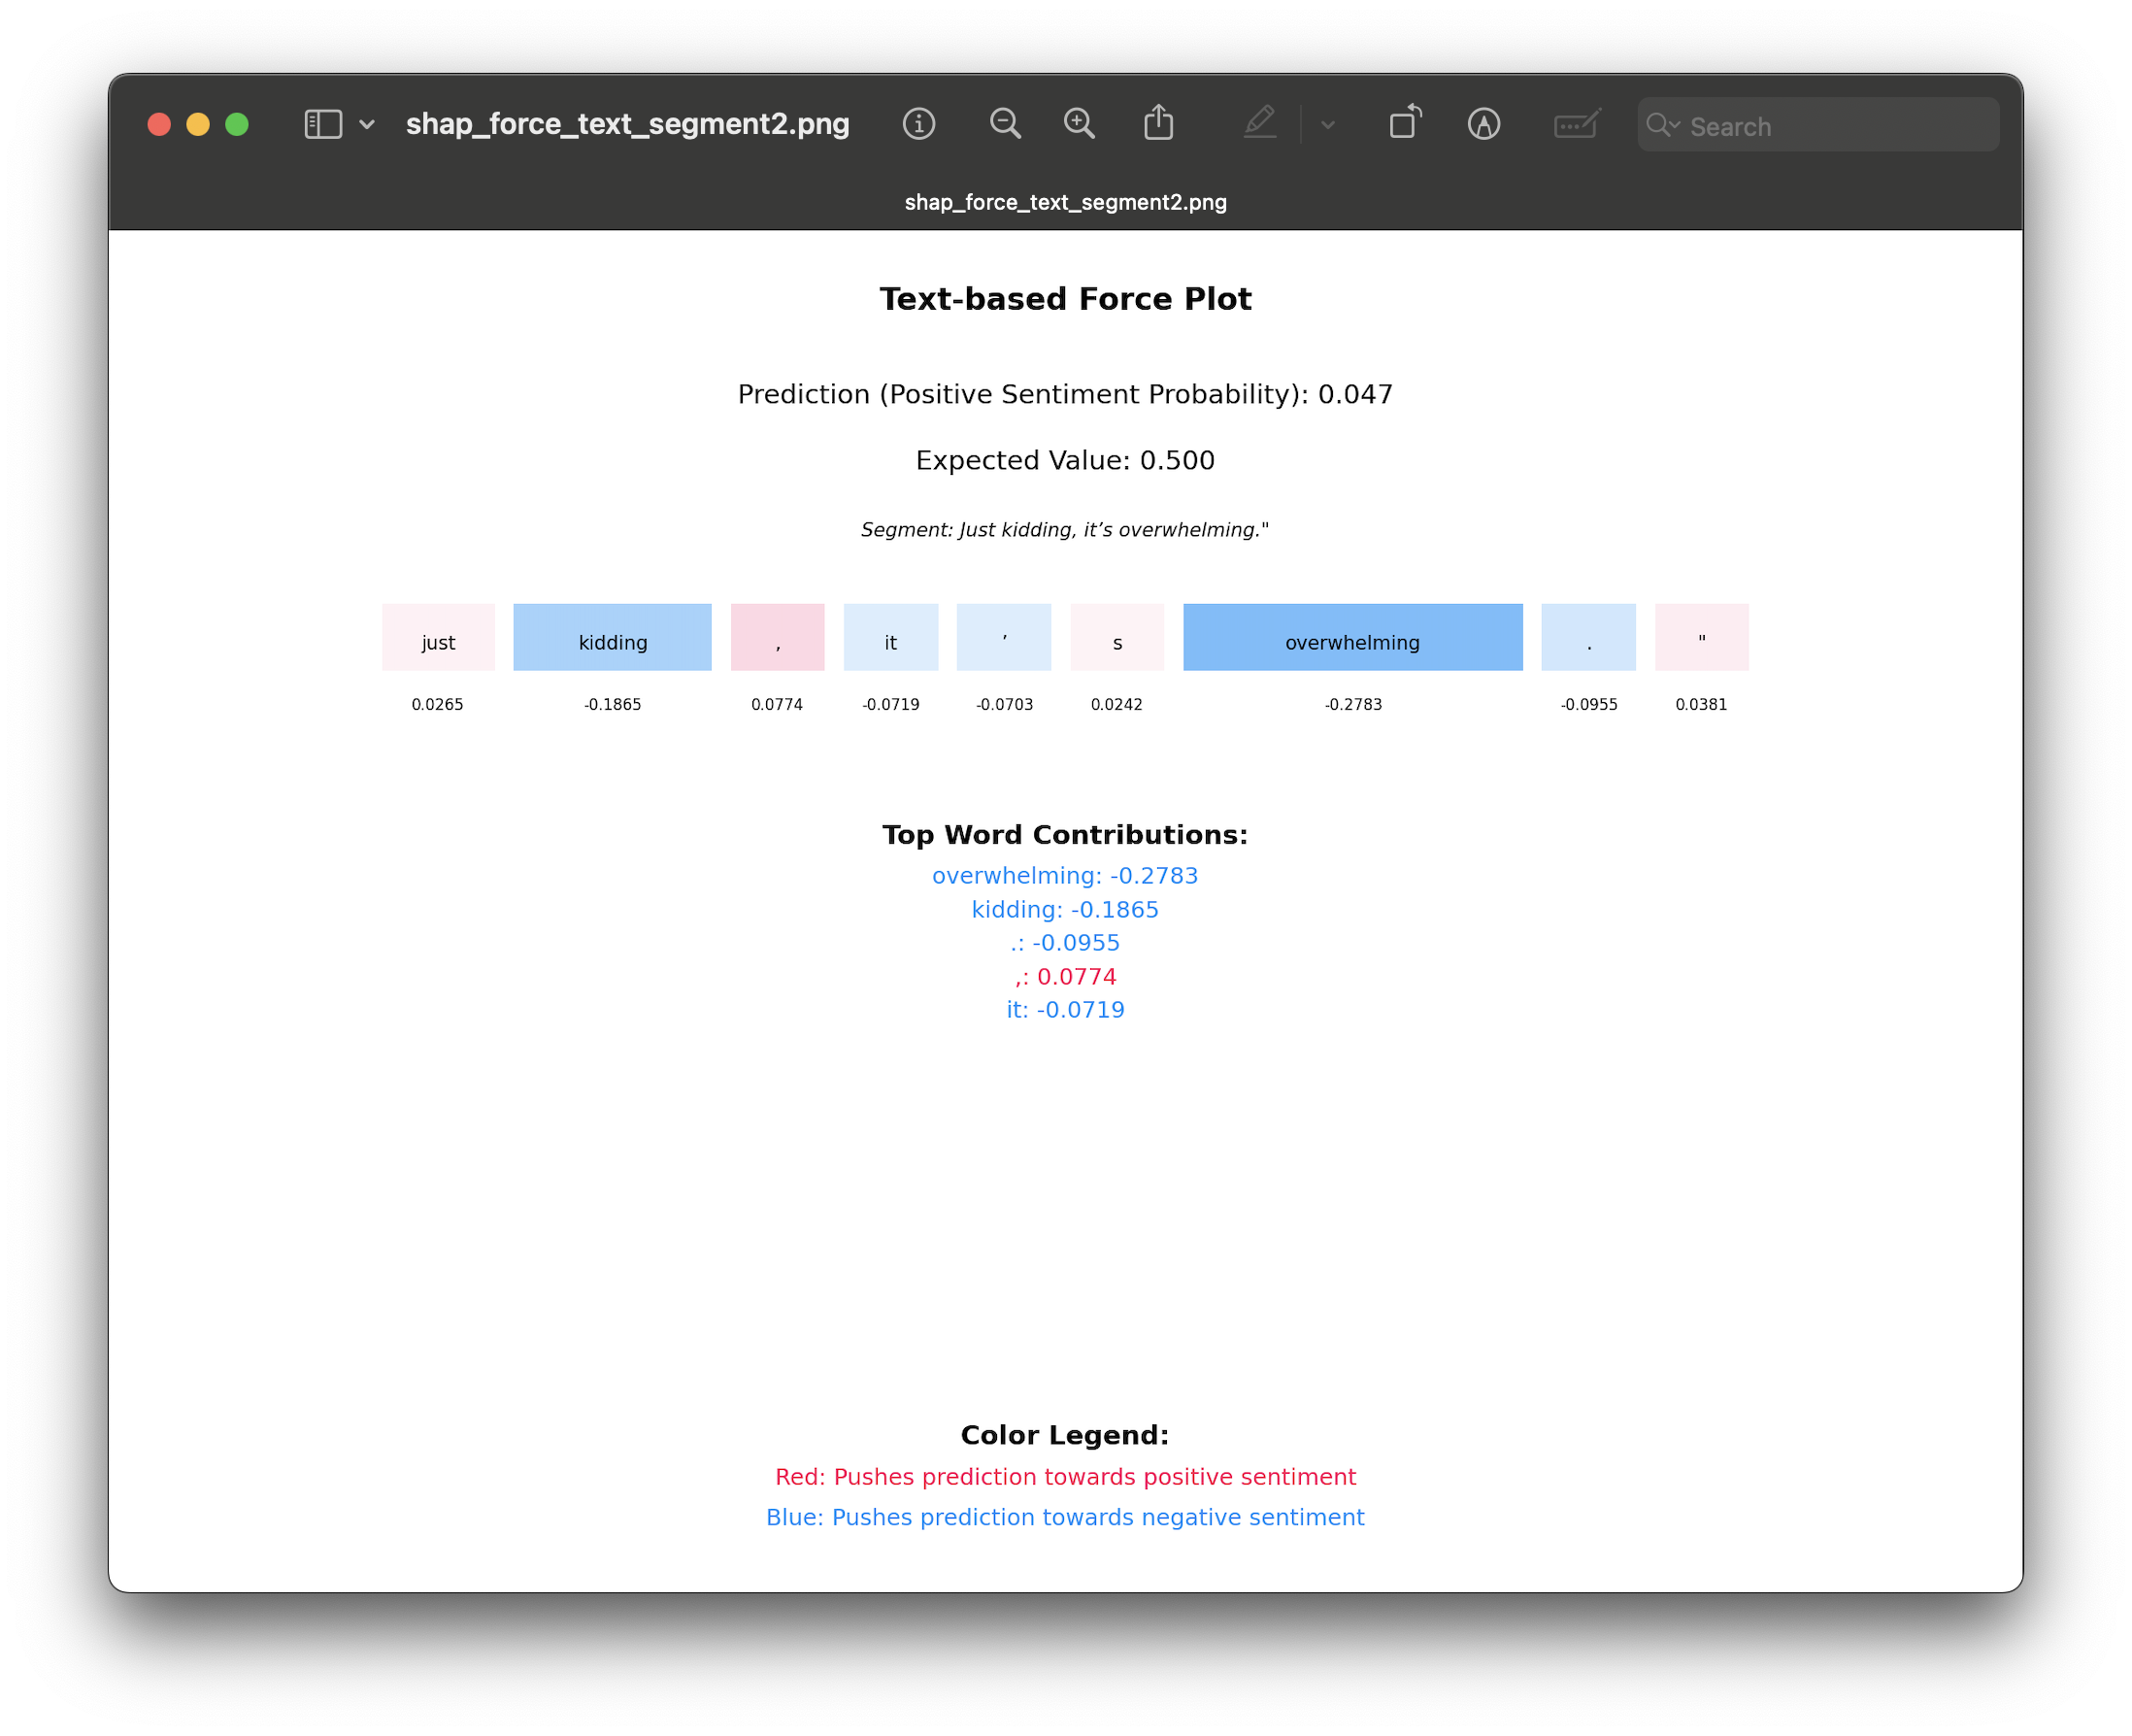 shap_force_text_segment2.png
Search
shap_force_text_segment2.png
Text-based Force Plot
Prediction (Positive Sentiment Probability): 0.047
Expected Value: 0.500
Segment: Just kidding, it’s overwhelming."
just kidding , it ’ s overwhelming . "
0.0265 -0.1865 0.0774 -0.0719 -0.0703 0.0242 -0.2783 -0.0955 0.0381
Top Word Contributions:
overwhelming: -0.2783
kidding: -0.1865
.: -0.0955
,: 0.0774
it: -0.0719
Color Legend:
Red: Pushes prediction towards positive sentiment
Blue: Pushes prediction towards negative sentiment